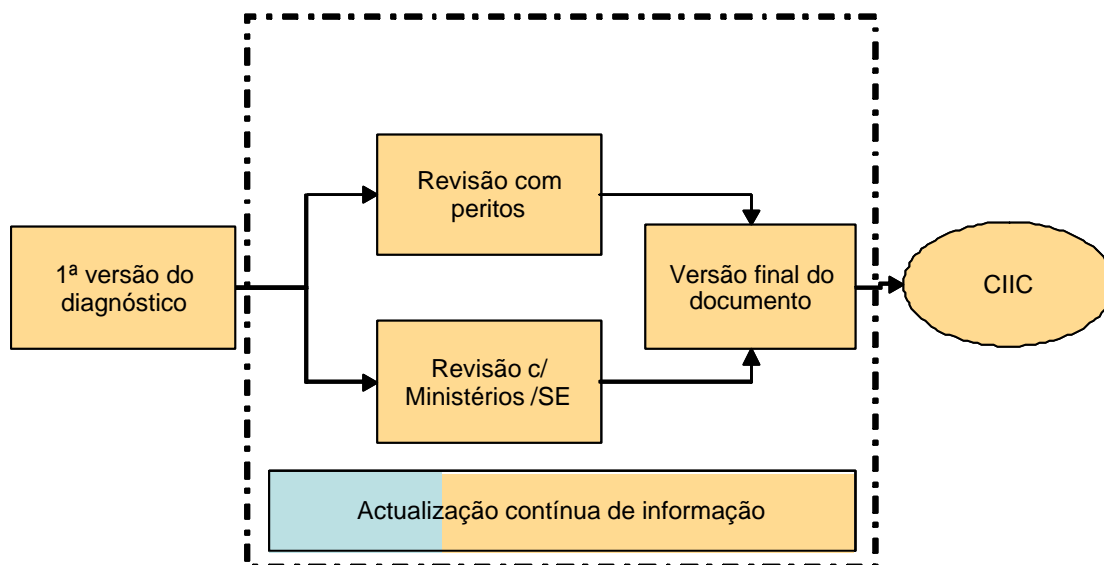 Revisão com
peritos
1ª versão do
diagnóstico
Versão final do
documento
CIIC
Revisão c/
Ministérios /SE
Actualização contínua de informação